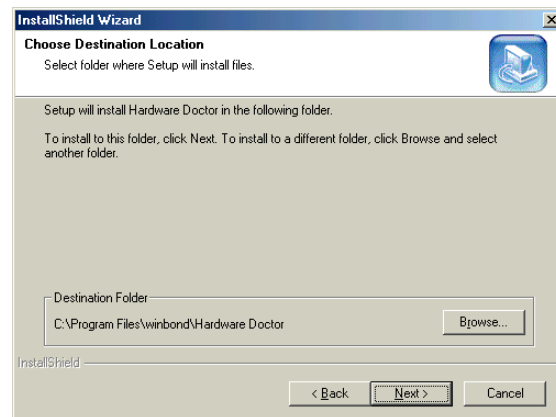 InstallShield Wizard
Choose Destination Location
Select folder where Setup will install files.
Setup will install Hardware Doctor in the following folder.
To install to this folder, click Next. To install to a different folder, click Browse and select
another folder.
Destination Folder
C:\Program Files\winbond\Hardware Doctor
Browse...
InstallShield
< Back
Next >
Cancel